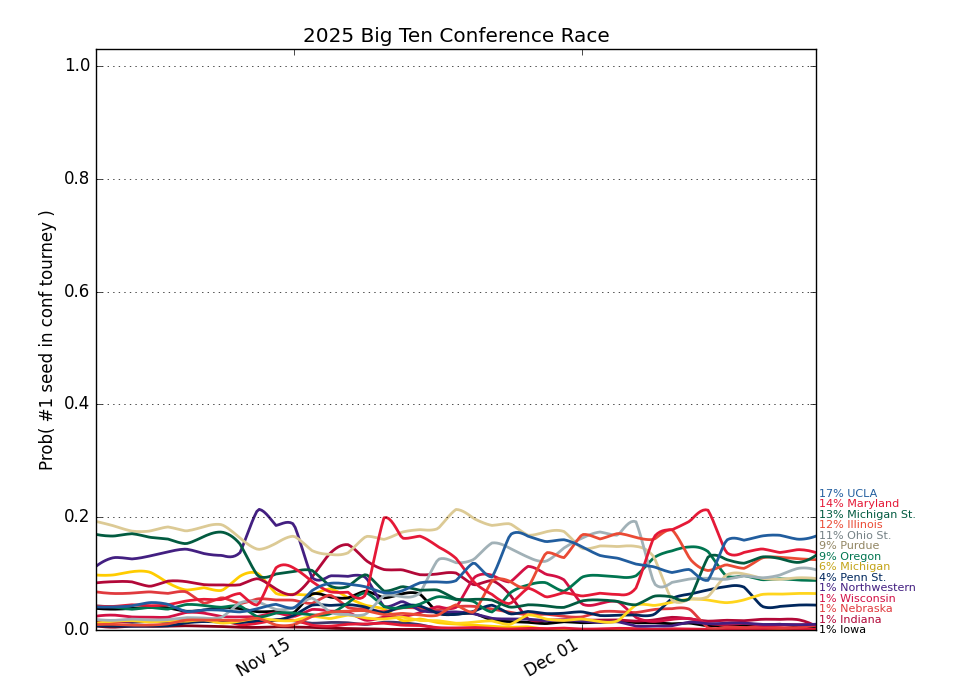 2025 Big Ten Conference Race
Prob( #1 seed in conf tourney )
1.0
0.8
0.6
0.4
0.2
0.0
Nov 15
Dec 01
17% UCLA
14% Maryland
13% Michigan St.
12% Illinois
11% Ohio St.
9% Purdue
9% Oregon
6% Michigan
4% Penn St.
1% Northwestern
1% Wisconsin
1% Nebraska
1% Indiana
1% Iowa